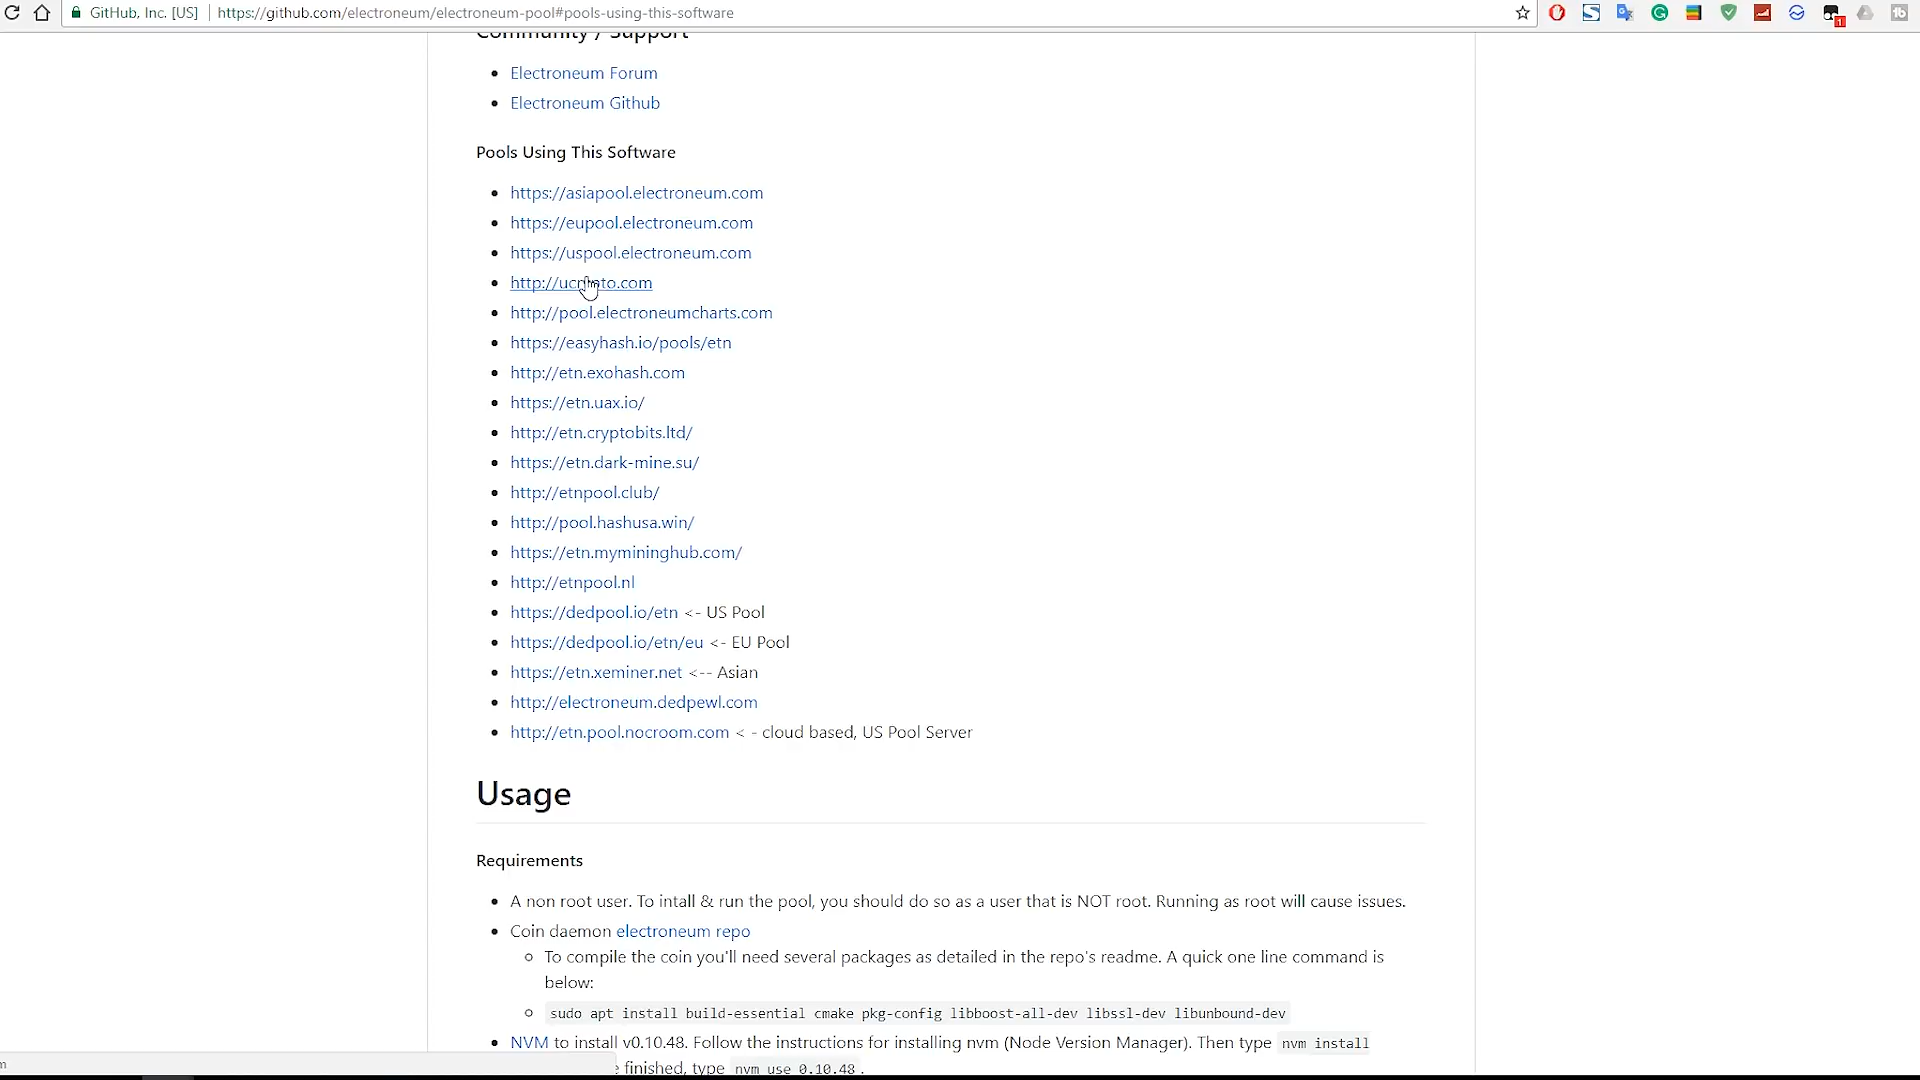 GitHub, Inc. [US] https://github.com/electroneum/electroneum-pool#pools-using-this-software
1
Community / Support
Electroneum Forum
Electroneum Github
Pools Using This Software
https://asiapool.electroneum.com
https://eupool.electroneum.com
https://uspool.electroneum.com
http://pool.electroneumcharts.com
https://easyhash.io/pools/etn
http://etn.exohash.com
https://etn.uax.io/
http://etn.cryptobits.ltd/
https://etn.dark-mine.su/
http://etnpool.club/
http://pool.hashusa.win/
https://etn.mymininghub.com/
http://etnpool.nl
https://dedpool.io/etn <- US Pool
https://dedpool.io/etn/eu <- EU Pool
https://etn.xeminer.net <-- Asian
http://electroneum.dedpewl.com
http://etn.pool.nocroom.com < - cloud based, US Pool Server
Usage
Requirements
A non root user. To intall & run the pool, you should do so as a user that is NOT root. Running as root will cause issues.
Coin daemon electroneum repo
To compile the coin you'll need several packages as detailed in the repo's readme. A quick one line command is
below:
sudo apt install build-essential cmake pkg-config libboost-all-dev libssl-dev libunbound-dev
NVM to install v0.10.48. Follow the instructions for installing nvm (Node Version Manager). Then type nvm install
finished, type nvm use 0.10.48 .